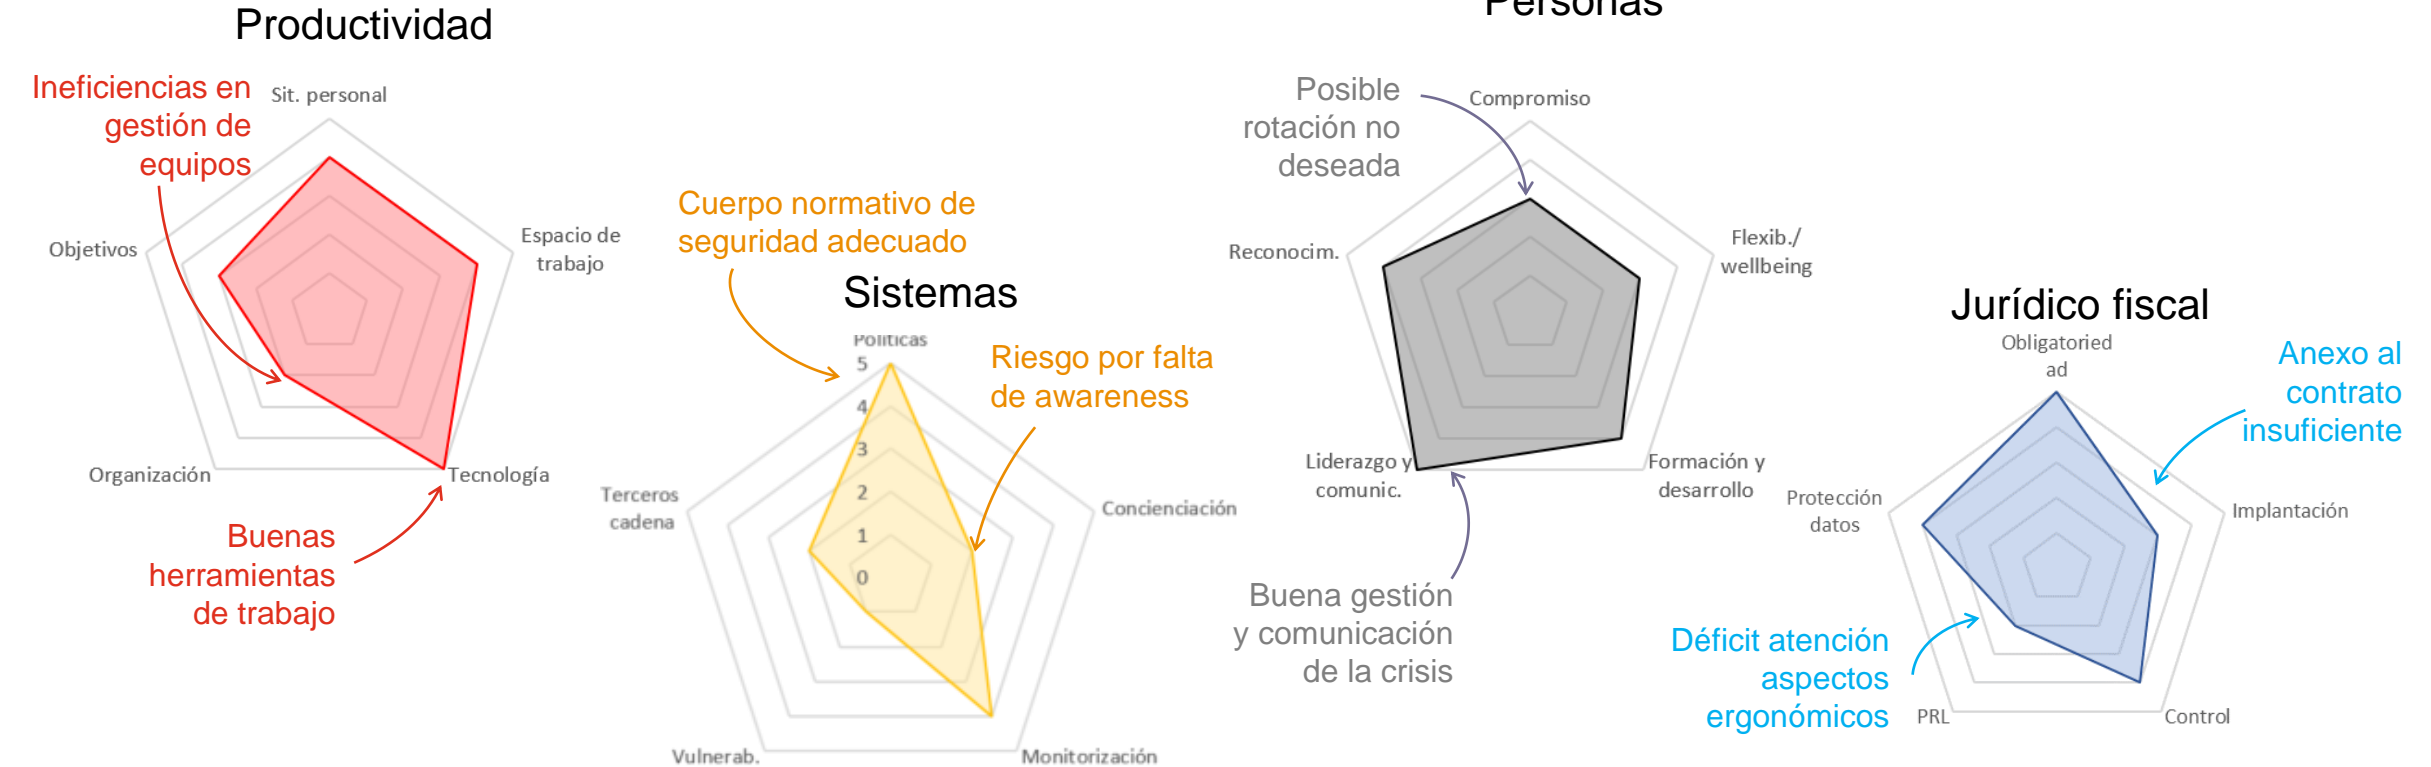 Productividad
Ineficiencias en
gestión de
equipos
Sit. personal
Espacio de
trabajo
Objetivos
Organización
Tecnología
Buenas
herramientas
de trabajo
Cuerpo normativo de
seguridad adecuado
Sistemas
Políticas
5
4
3
2
1
0
Riesgo por falta
de awareness
Terceros
cadena
Concienciación
Vulnerab.
Monitorización
Personas
Posible
rotación no
deseada
Compromiso
Reconocim.
Flexib./
wellbeing
Liderazgo y
comunic.
Formación y
desarrollo
Buena gestión
y comunicación
de la crisis
Jurídico fiscal
Obligatoried
ad
Anexo al
contrato
insuficiente
Protección
datos
Implantación
Déficit atención
aspectos
ergonómicos
PRL
Control